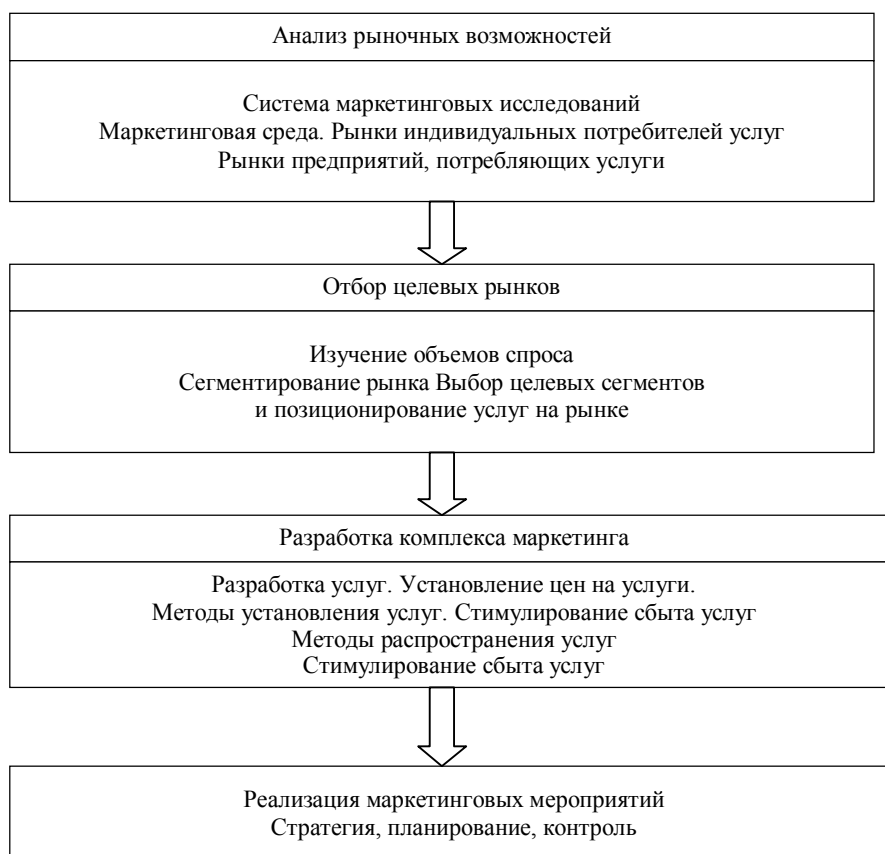 Анализ рыночных возможностей
Система маркетинговых исследований
Маркетинговая среда. Рынки индивидуальных потребителей услуг
Рынки предприятий, потребляющих услуги
Отбор целевых рынков
Изучение объемов спроса
Сегментирование рынка Выбор целевых сегментов
и позиционирование услуг на рынке
Разработка комплекса маркетинга
Разработка услуг. Установление цен на услуги.
Методы установления услуг. Стимулирование сбыта услуг
Методы распространения услуг
Стимулирование сбыта услуг
Реализация маркетинговых мероприятий
Стратегия, планирование, контроль